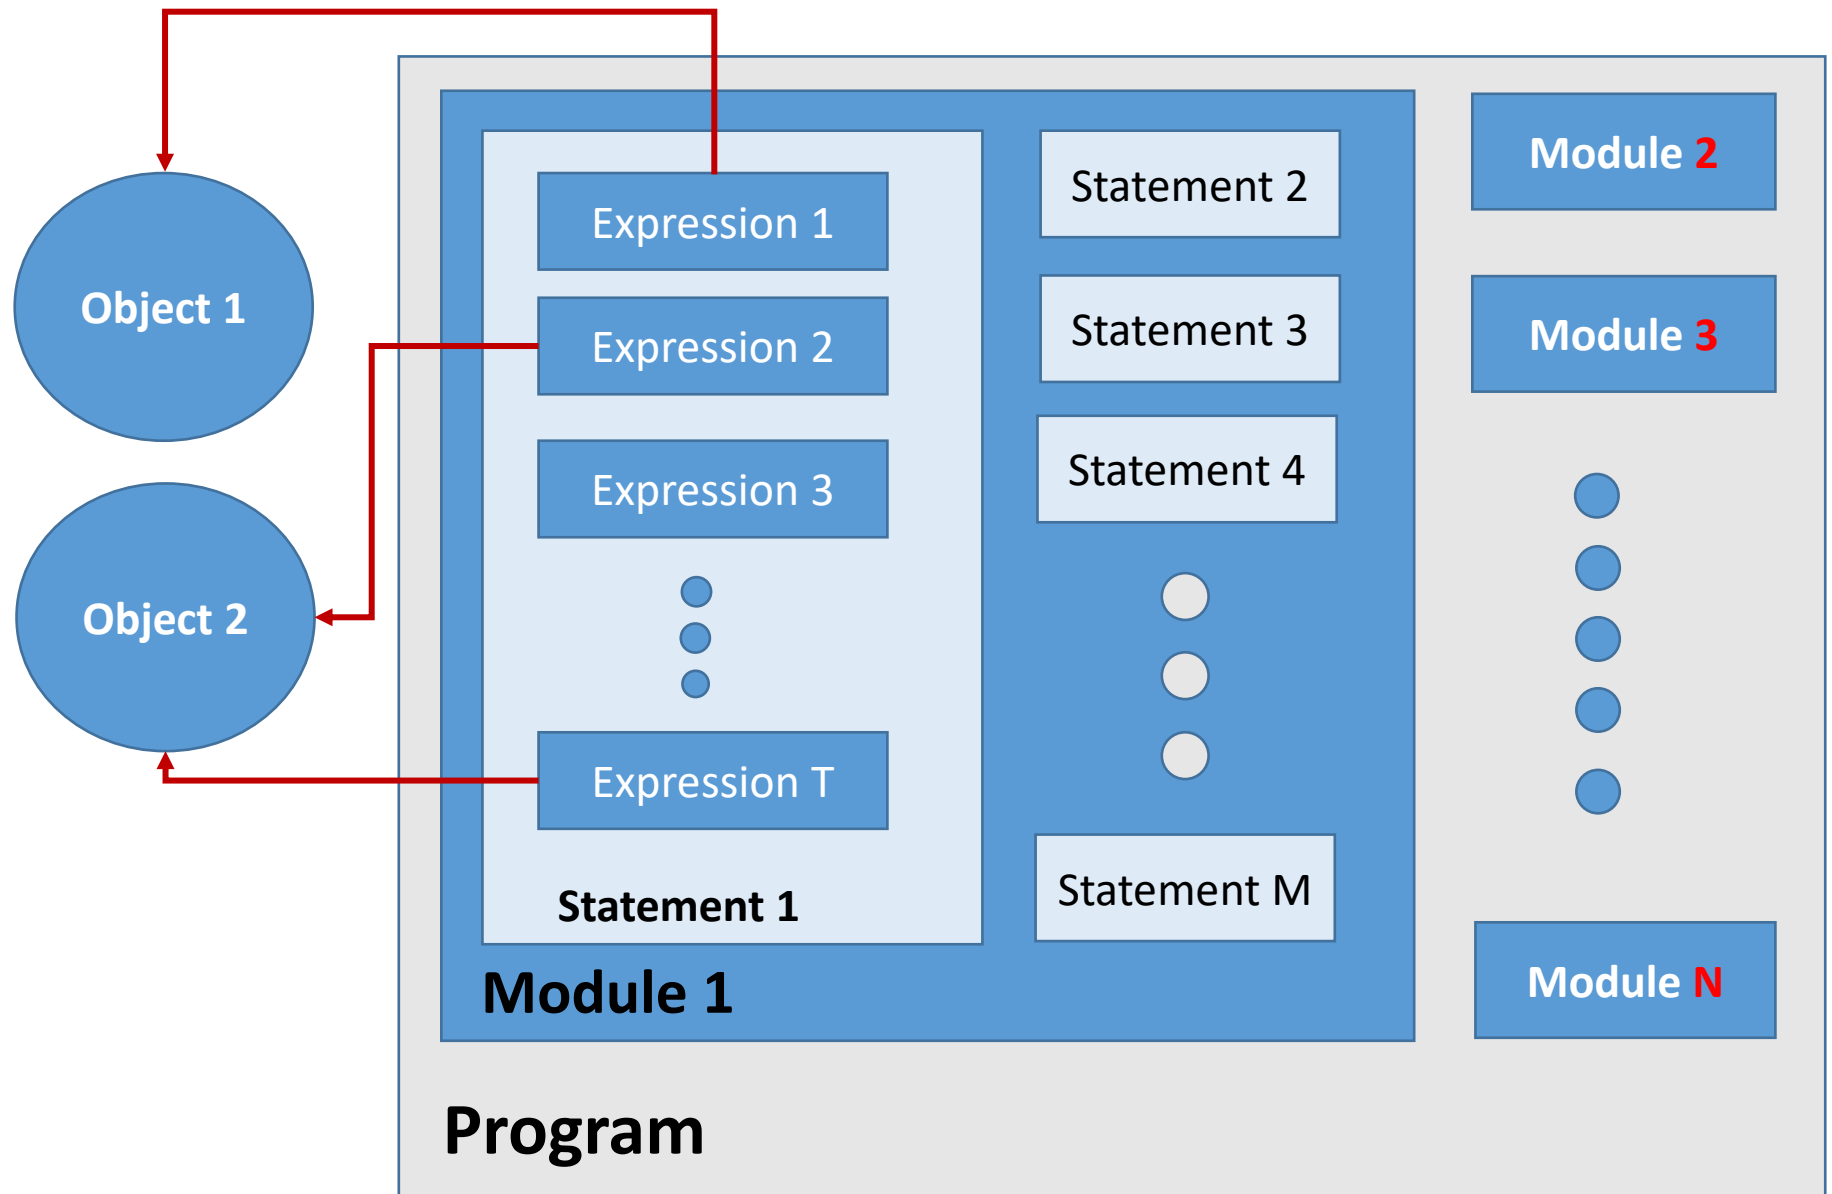 Object 1
Object 2
Expression 1
Expression 2
Expression 3
Expression T
Statement 1
Statement 2
Statement 3
Statement 4
Statement M
Module 1
Module 2
Module 3
Module N
Program